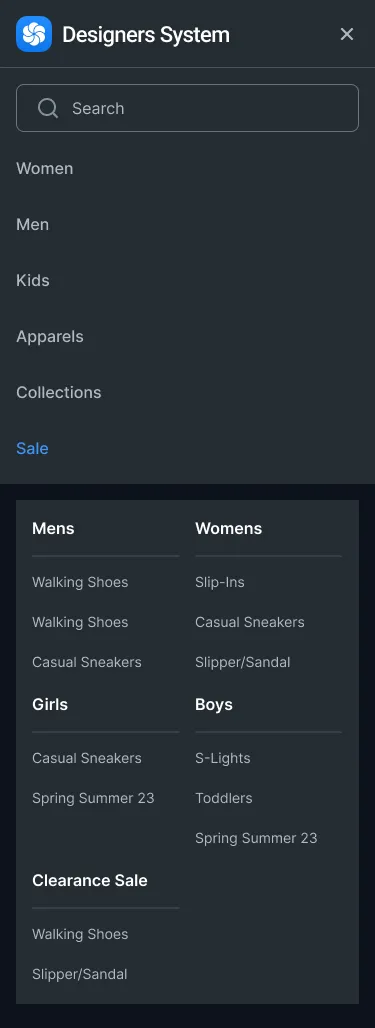 Designers System
Search
Women
Men
Kids
Apparels
Collections
Sale
Mens
Walking Shoes
Walking Shoes
Casual Sneakers
Womens
Slip-Ins
Casual Sneakers
Slipper/Sandal
Girls
Casual Sneakers
Spring Summer 23
Boys
S-Lights
Toddlers
Spring Summer 23
Clearance Sale
Walking Shoes
Slipper/Sandal